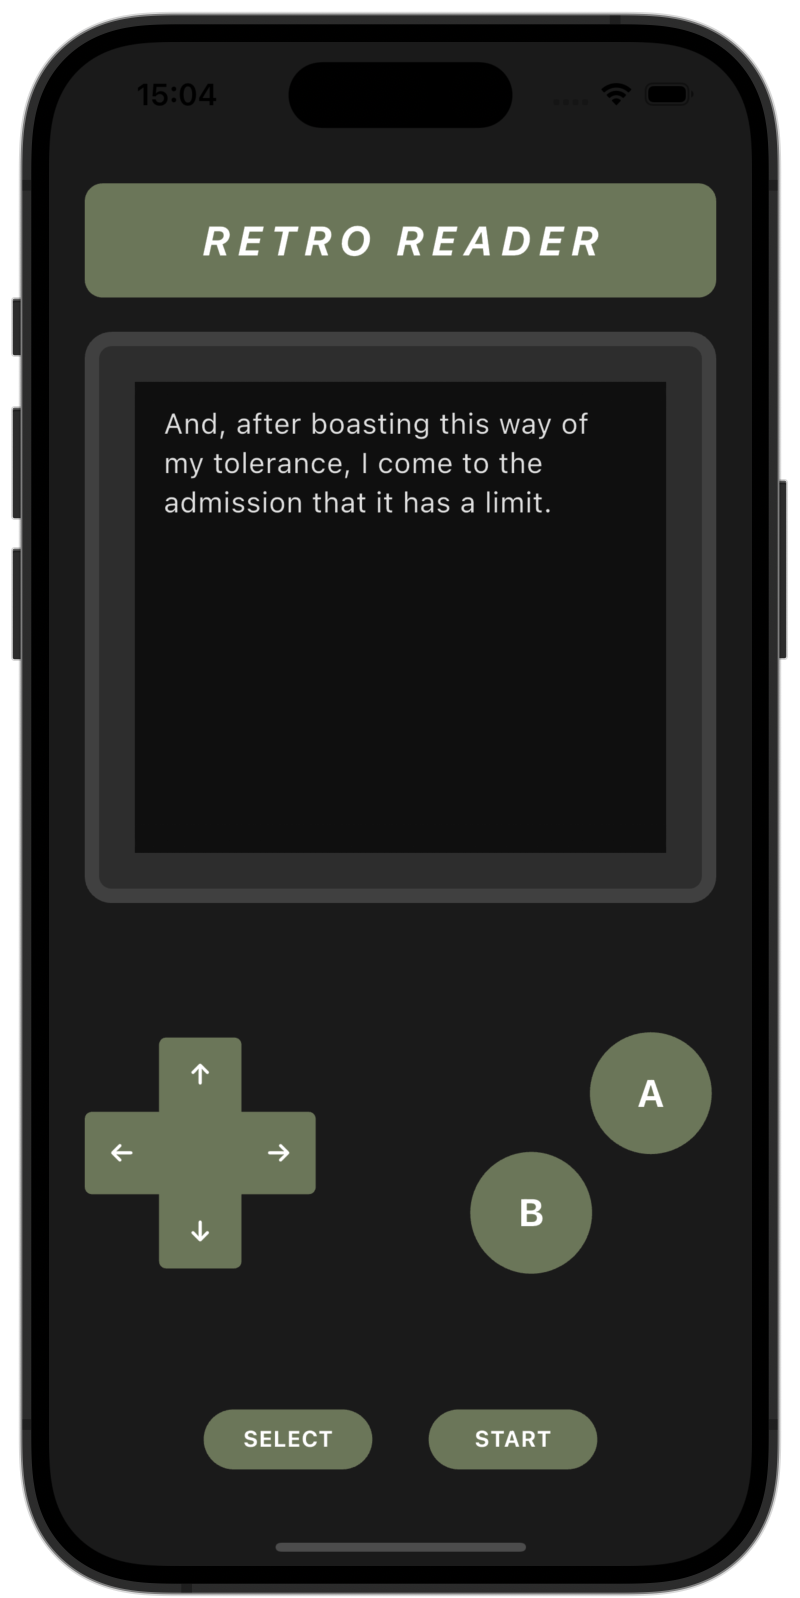 15:04
RETRO READER
And, after boasting this way of
my tolerance, I come to the
admission that it has a limit.
↑
← →
↓
A
B
SELECT START